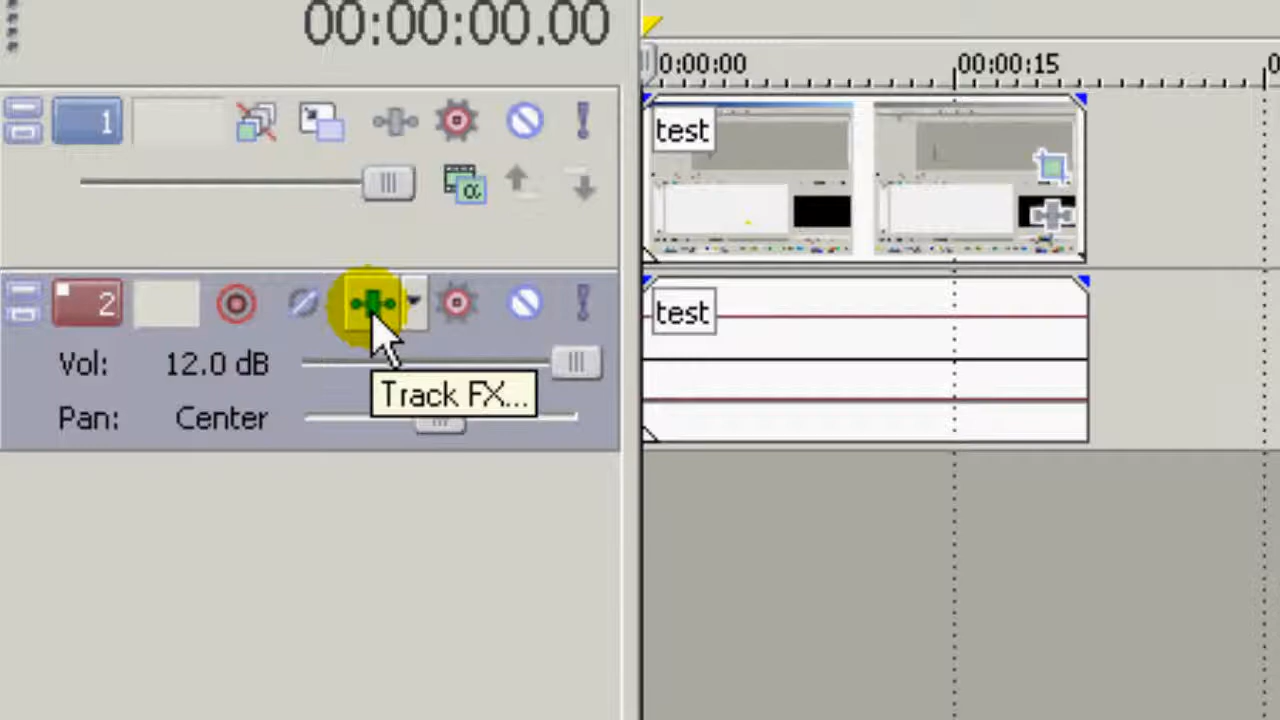 00:00:00.00
0:00:00
00:00:15
1
test
α
2
test
Vol:
12.0 dB
Track FX...
Pan:
Center